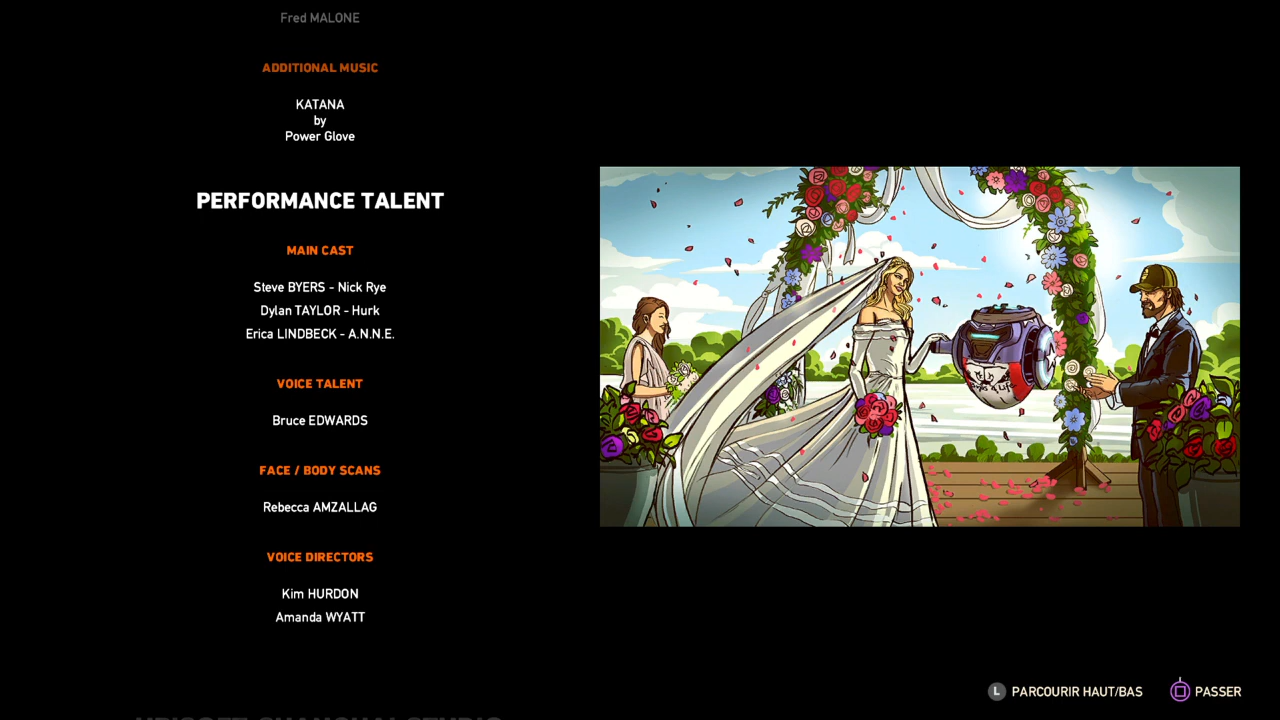 Fred MALONE
ADDITIONAL MUSIC
KATANA
by
Power Glove
PERFORMANCE TALENT
MAIN CAST
Steve BYERS - Nick Rye
Dylan TAYLOR - Hurk
Erica LINDBECK - A.N.N.E.
VOICE TALENT
Bruce EDWARDS
FACE / BODY SCANS
Rebecca AMZALLAG
VOICE DIRECTORS
Kim HURDON
Amanda WYATT
L PARCOURIR HAUT/BAS
PASSER